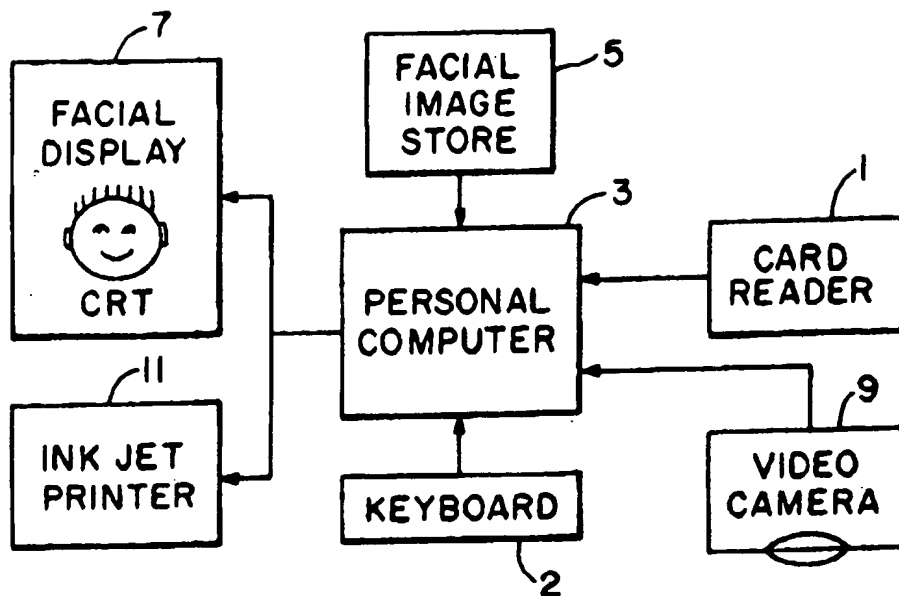 7
FACIAL
DISPLAY
CRT
5
FACIAL
IMAGE
STORE
3
PERSONAL
COMPUTER
1
CARD
READER
11
INK JET
PRINTER
KEYBOARD
2
9
VIDEO
CAMERA